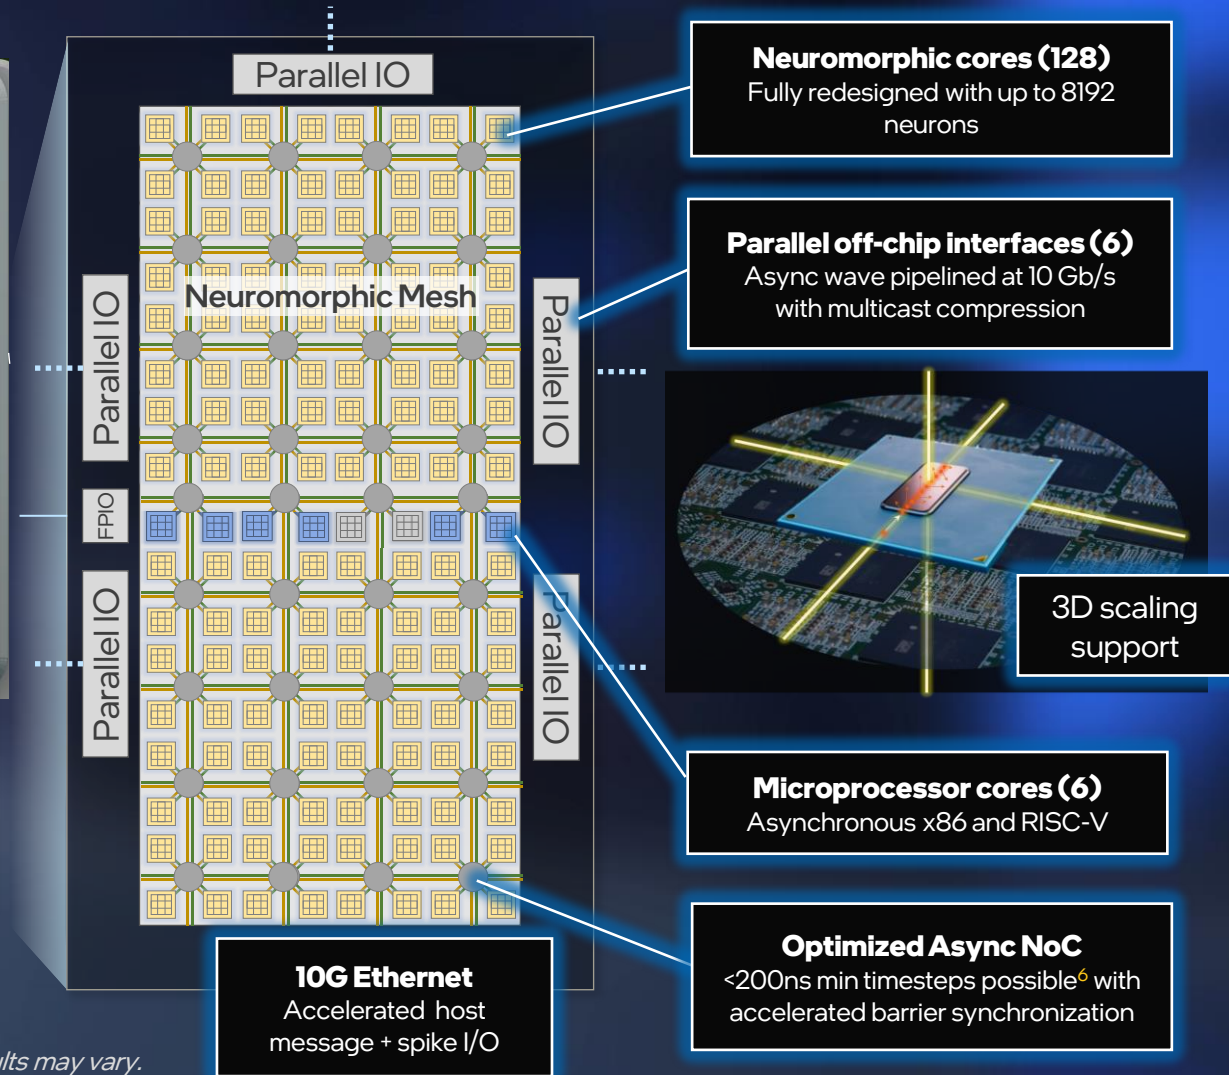 Parallel IO
Neuromorphic cores (128)
Fully redesigned with up to 8192
neurons
Parallel off-chip interfaces (6)
Async wave pipelined at 10 Gb/s
with multicast compression
Neuromorphic Mesh
Parallel IO
Parallel IO
FPIO
Parallel IO
Parallel IO
3D scaling
support
Microprocessor cores (6)
Asynchronous x86 and RISC-V
Optimized Async NoC
<200ns min timesteps possible6 with
accelerated barrier synchronization
10G Ethernet
Accelerated host
message + spike I/O
may vary.